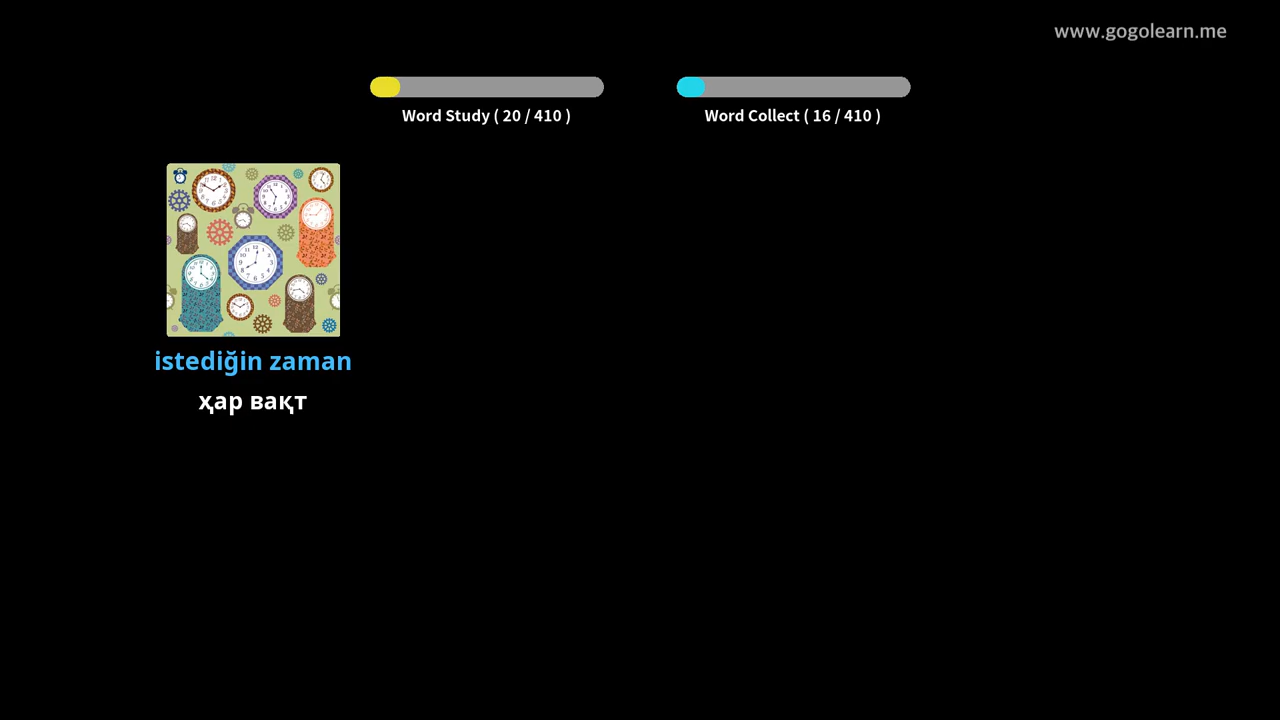 www.gogolearn.me
Word Study ( 20 / 410 )
Word Collect ( 16 / 410 )
istediğin zaman
ҳар вақт